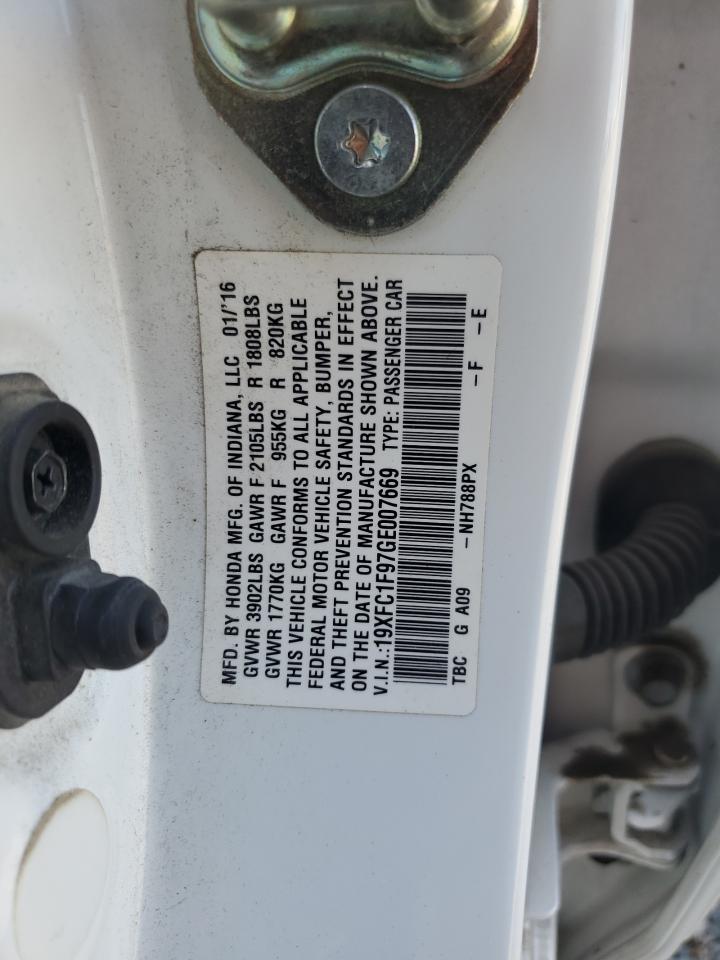 MFD. BY HONDA MFG. OF INDIANA, LLC 01/'16
GVWR 3902LBS GAWR F 2105LBS R 1808LBS
GVWR 1770KG GAWR F 955KG R 820KG
THIS VEHICLE CONFORMS TO ALL APPLICABLE
FEDERAL MOTOR VEHICLE SAFETY, BUMPER,
AND THEFT PREVENTION STANDARDS IN EFFECT
ON THE DATE OF MANUFACTURE SHOWN ABOVE.
V.I.N.:19XFC1F97GE007669 TYPE: PASSENGER CAR
TBC G A09 –NH788PX –F –E